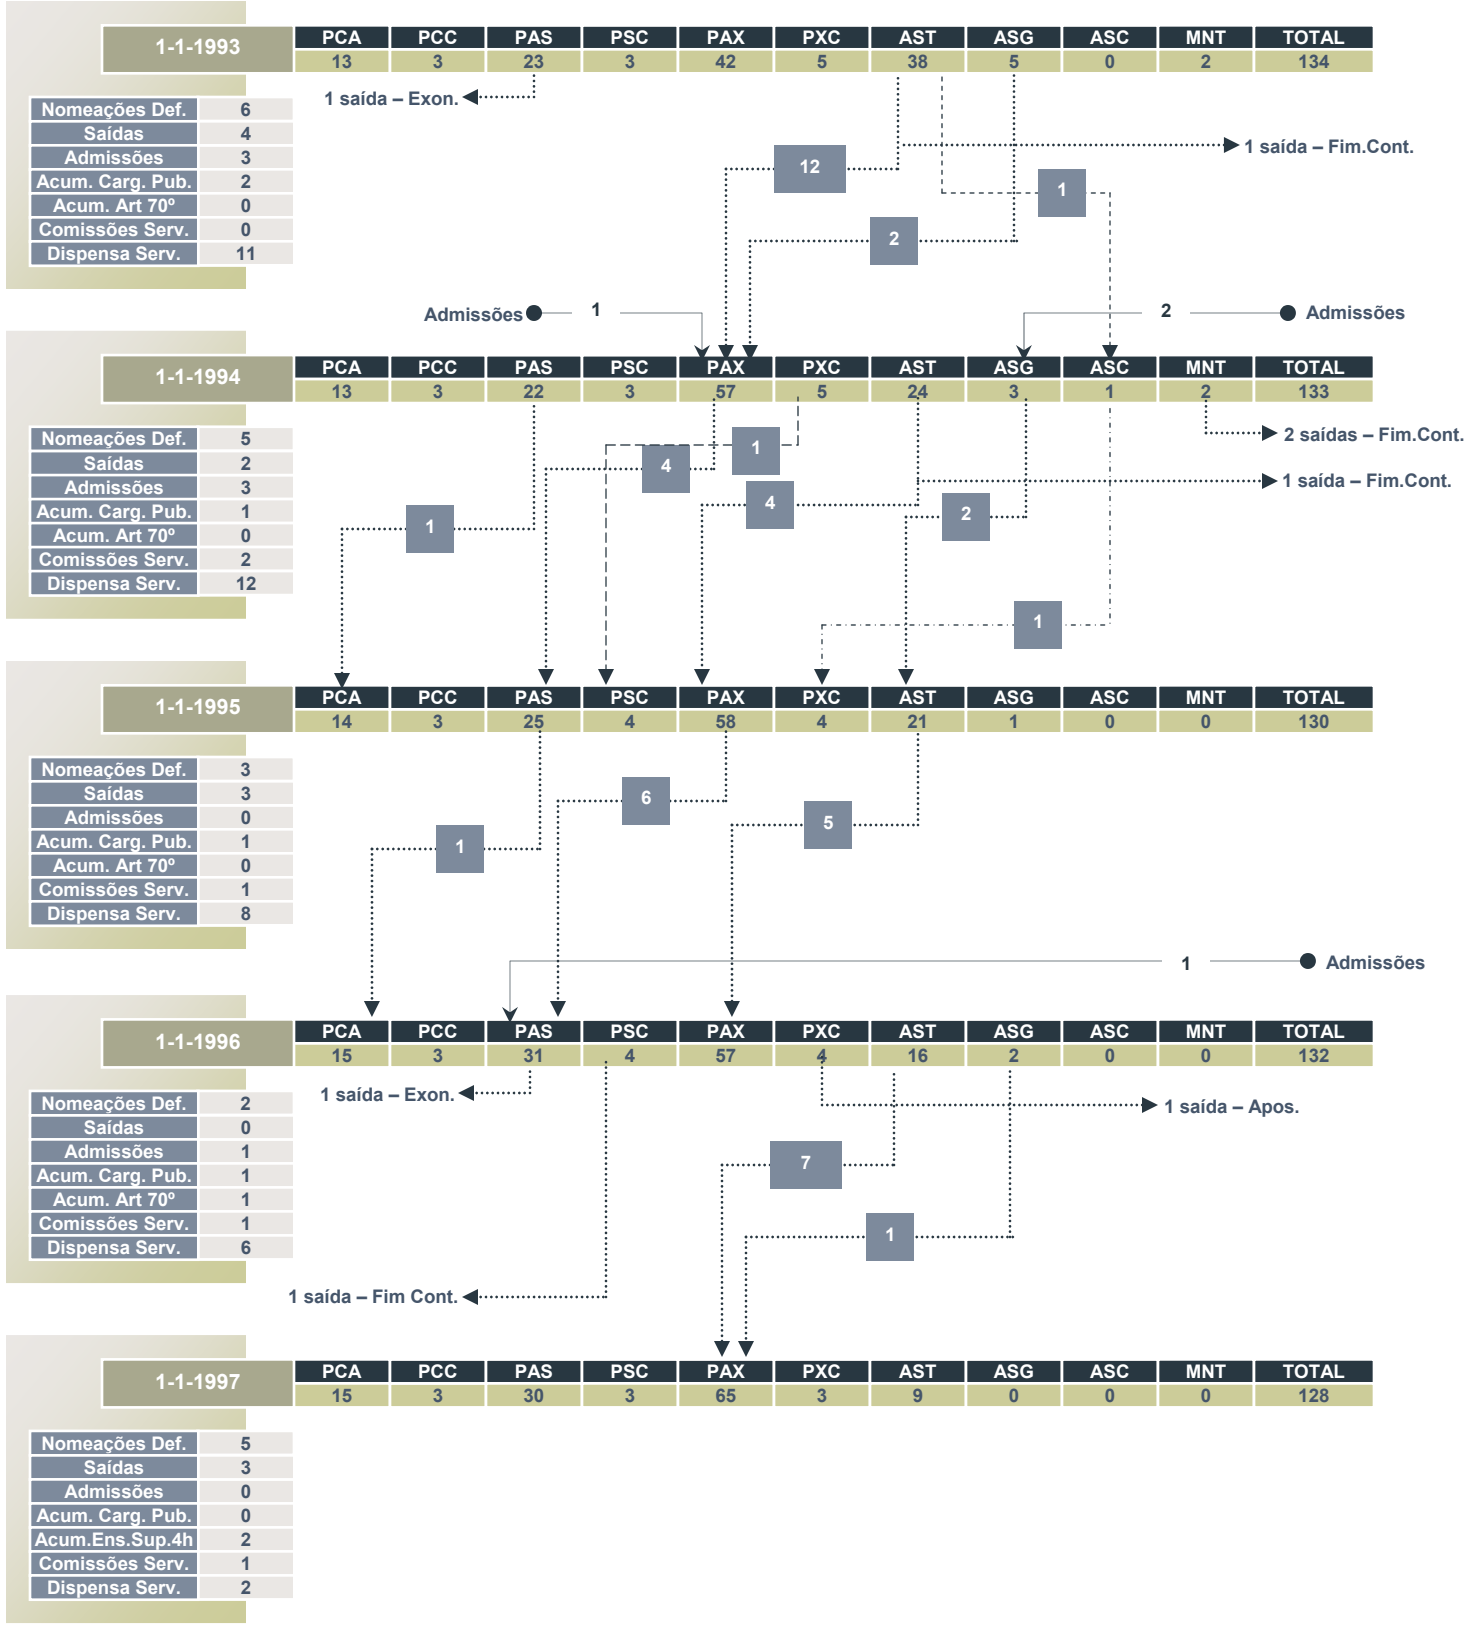 1-1-1993 PCA PCC PAS PSC PAX PXC AST ASG ASC MNT TOTAL
13 3 23 3 42 5 38 5 0 2 134
1 saída – Exon.
Nomeações Def. 6
Saídas 4
Admissões 3
Acum. Carg. Pub. 2
Acum. Art 70º 0
Comissões Serv. 0
Dispensa Serv. 11
1 saída – Fim.Cont.
12
1
2
Admissões 1
2 Admissões
1-1-1994 PCA PCC PAS PSC PAX PXC AST ASG ASC MNT TOTAL
13 3 22 3 57 5 24 3 1 2 133
Nomeações Def. 5
Saídas 2
Admissões 3
Acum. Carg. Pub. 1
Acum. Art 70º 0
Comissões Serv. 2
Dispensa Serv. 12
2 saídas – Fim.Cont.
1
4
1 saída – Fim.Cont.
4
2
1
1
1-1-1995 PCA PCC PAS PSC PAX PXC AST ASG ASC MNT TOTAL
14 3 25 4 58 4 21 1 0 0 130
Nomeações Def. 3
Saídas 3
Admissões 0
Acum. Carg. Pub. 1
Acum. Art 70º 0
Comissões Serv. 1
Dispensa Serv. 8
6
5
1
1 Admissões
1-1-1996 PCA PCC PAS PSC PAX PXC AST ASG ASC MNT TOTAL
15 3 31 4 57 4 16 2 0 0 132
1 saída – Exon.
1 saída – Apos.
Nomeações Def. 2
Saídas 0
Admissões 1
Acum. Carg. Pub. 1
Acum. Art 70º 1
Comissões Serv. 1
Dispensa Serv. 6
7
1
1 saída – Fim Cont.
1-1-1997 PCA PCC PAS PSC PAX PXC AST ASG ASC MNT TOTAL
15 3 30 3 65 3 9 0 0 0 128
Nomeações Def. 5
Saídas 3
Admissões 0
Acum. Carg. Pub. 0
Acum.Ens.Sup.4h 2
Comissões Serv. 1
Dispensa Serv. 2